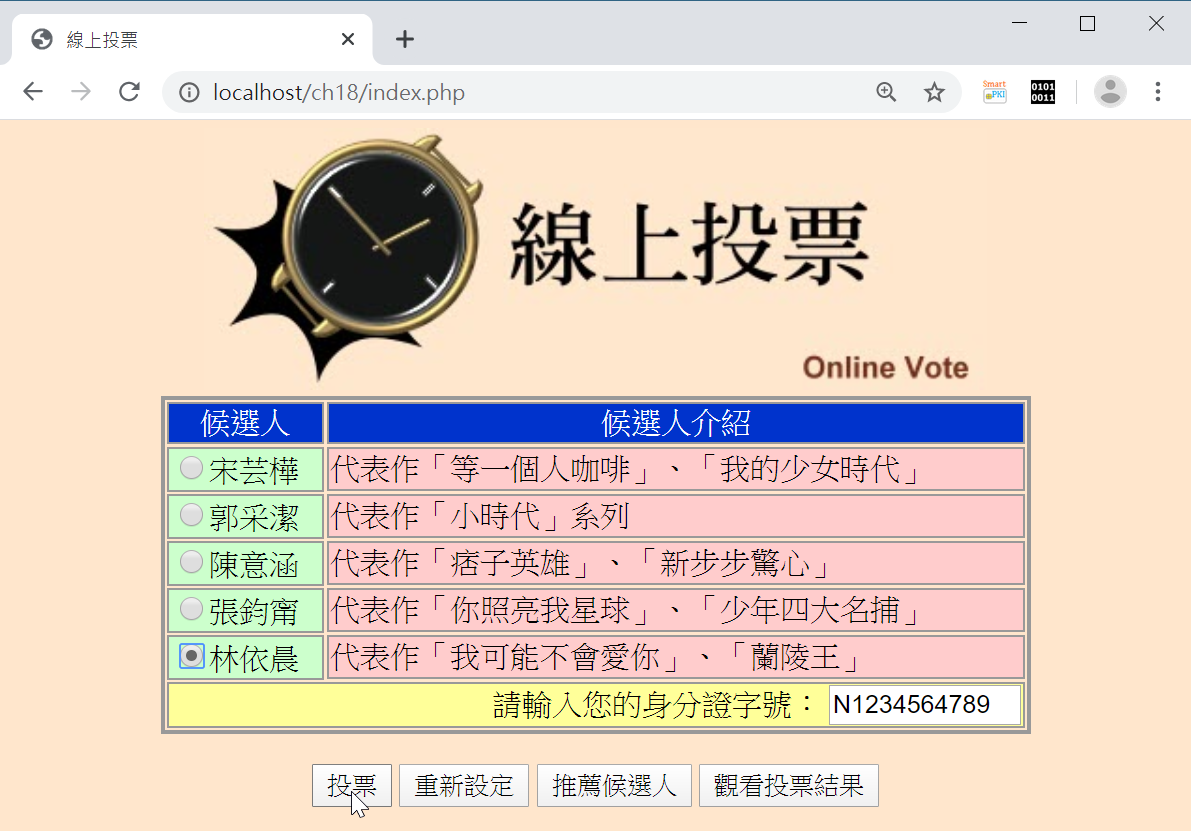 線上投票
localhost/ch18/index.php
Smart
PKI
0101
0011
線上投票
Online Vote
候選人 候選人介紹
宋芸樺 代表作「等一個人咖啡」、「我的少女時代」
郭采潔 代表作「小時代」系列
陳意涵 代表作「痞子英雄」、「新步步驚心」
張鈞甯 代表作「你照亮我星球」、「少年四大名捕」
林依晨 代表作「我可能不會愛你」、「蘭陵王」
請輸入您的身分證字號： N1234564789
投票 重新設定 推薦候選人 觀看投票結果